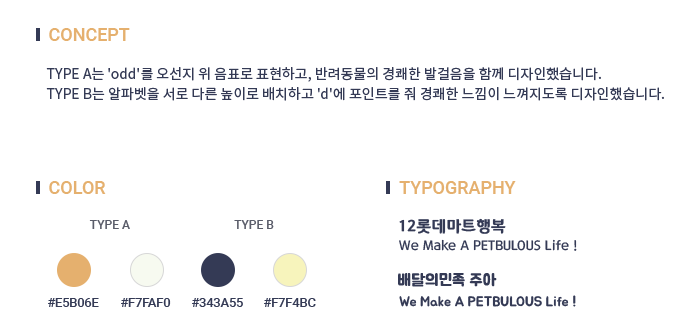 CONCEPT
TYPE A는 'odd'를 오선지 위 음표로 표현하고, 반려동물의 경쾌한 발걸음을 함께 디자인했습니다.
TYPE B는 알파벳을 서로 다른 높이로 배치하고 'd'에 포인트를 줘 경쾌한 느낌이 느껴지도록 디자인했습니다.
COLOR
TYPE A
TYPE B
#E5B06E
#F7FAF0
#343A55
#F7F4BC
TYPOGRAPHY
12롯데마트행복
We Make A PETBULOUS Life !
배달의민족 주아
We Make A PETBULOUS Life !